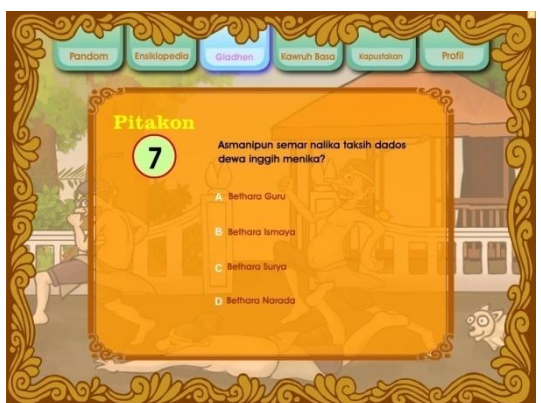 Pandom
Ensiklopedia
Gladhen
Kawruh Basa
Kapustakan
Profil
Pitakon
7
Asmanipun semar nalika taksih dados
dewa inggih menika?
A Bethara Guru
B Bethara Ismaya
C Bethara Surya
D Bethara Narada